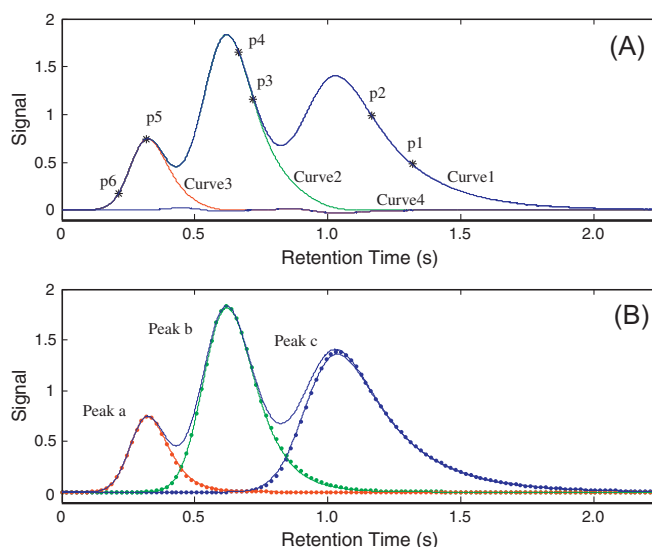 (A)
2
1.5
1
0.5
0
Signal
p4
p3
p2
p1
p5
p6
Curve3
Curve2
Curve1
Curve4
0
0.5
1.0
1.5
2.0
Retention Time (s)
(B)
2
1.5
1
0.5
0
Signal
Peak b
Peak c
Peak a
0
0.5
1.0
1.5
2.0
Retention Time (s)